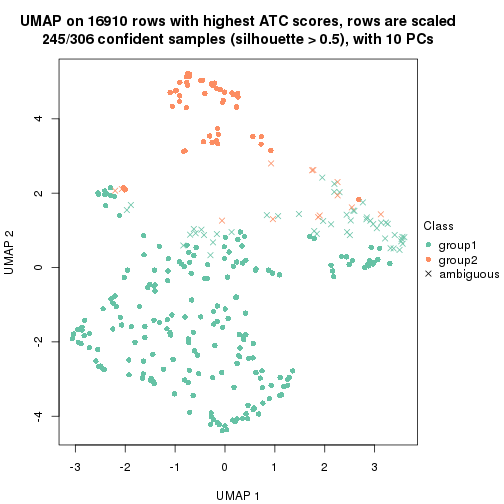 UMAP on 16910 rows with highest ATC scores, rows are scaled
245/306 confident samples (silhouette > 0.5), with 10 PCs
4
2
0
-2
-4
UMAP 2
-3
-2
-1
0
1
2
3
UMAP 1
Class
group1
group2
ambiguous